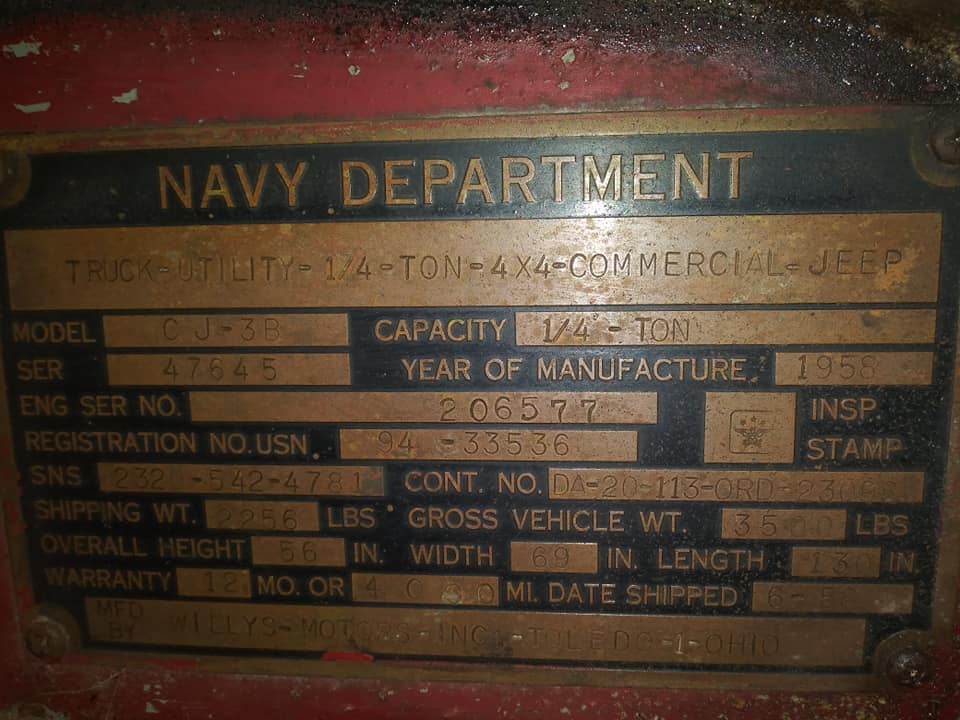 NAVY DEPARTMENT
TRUCK-UTILITY-1/4-TON-4X4-COMMERCIAL-JEEP
MODEL CJ-3B CAPACITY 1/4-TON
SER 47645 YEAR OF MANUFACTURE 1958
ENG SER NO. 206577 INSP.
REGISTRATION NO. USN 94-33536 STAMP
SNS 232-542-4781 CONT. NO.
SHIPPING WT. 2256 LBS GROSS VEHICLE WT. 3500 LBS
OVERALL HEIGHT 56 IN. WIDTH 69 IN. LENGTH 130 IN
WARRANTY 12 MO. OR 4000 MI. DATE SHIPPED
MFD BY WILLYS-MOTORS-INC.-TOLEDO-1-OHIO